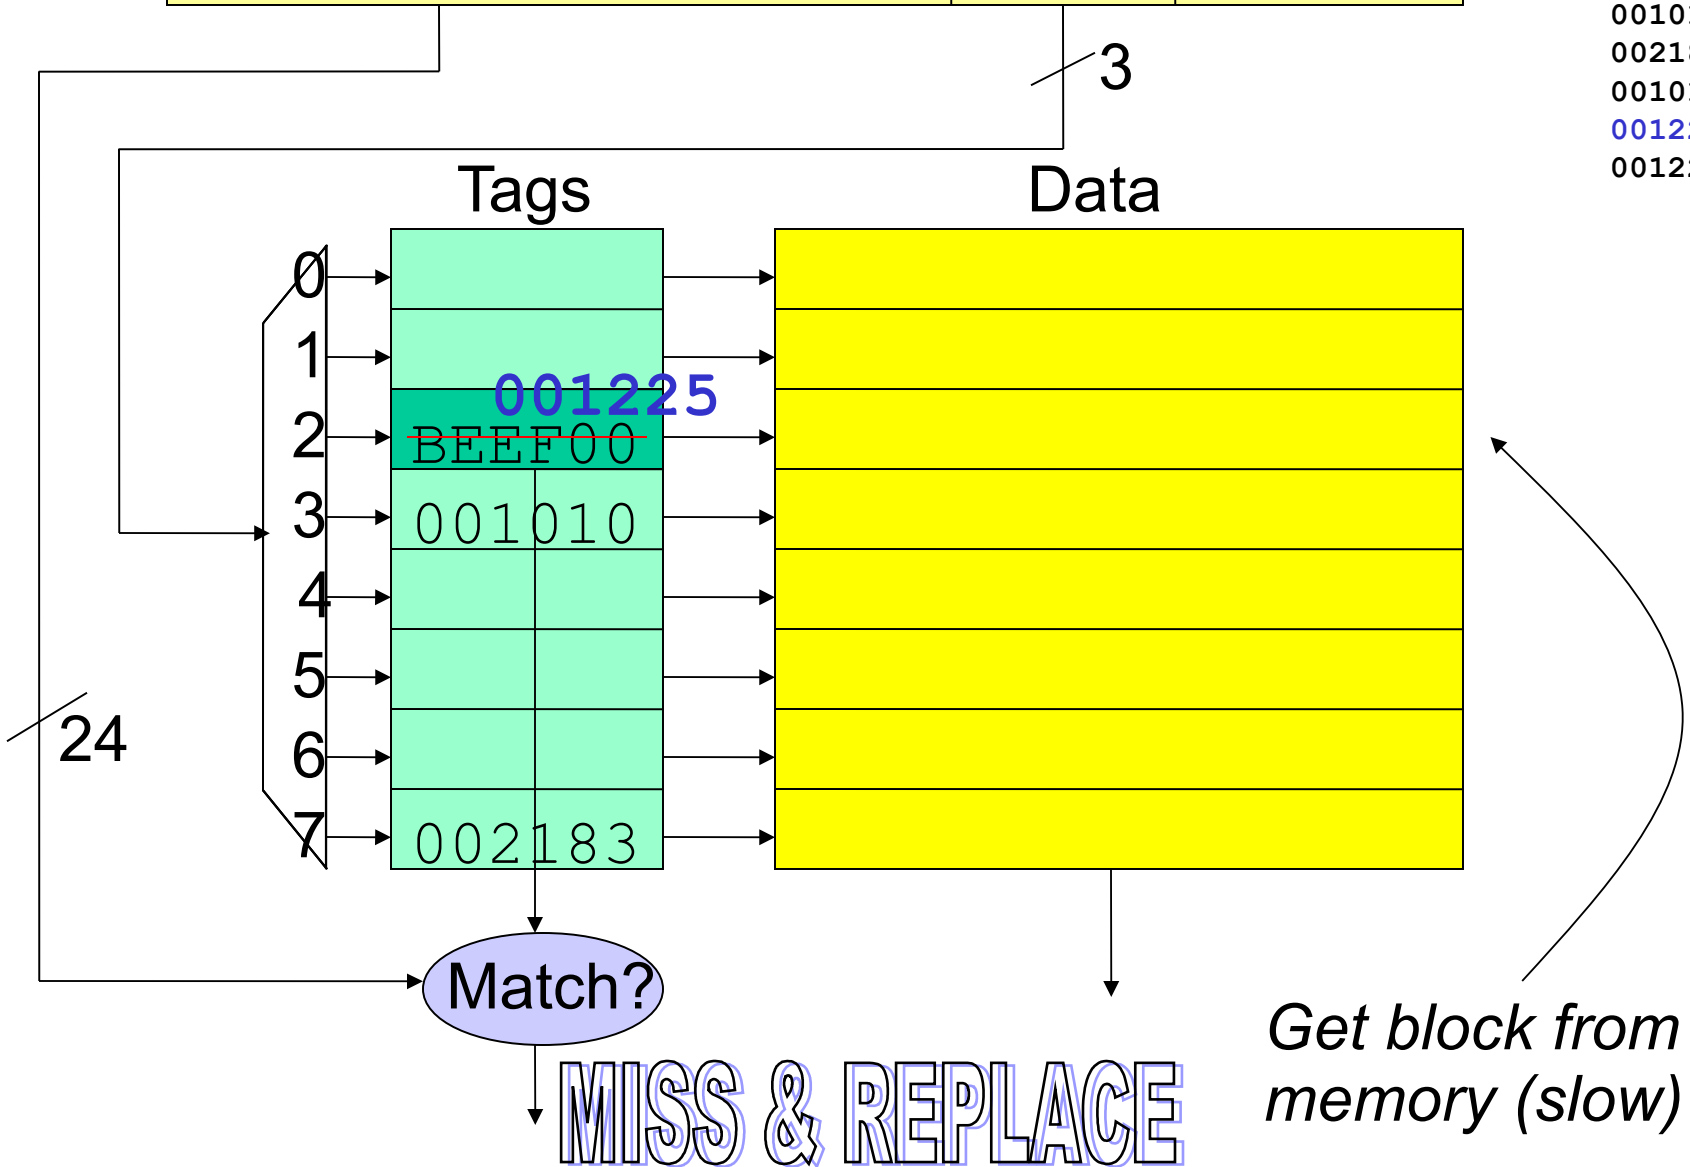 3
Tags
Data
0
1
001225
2
BEEF00
3
001010
4
5
24
6
7
002183
Match?
Get block from
memory (slow)
MISS & REPLACE